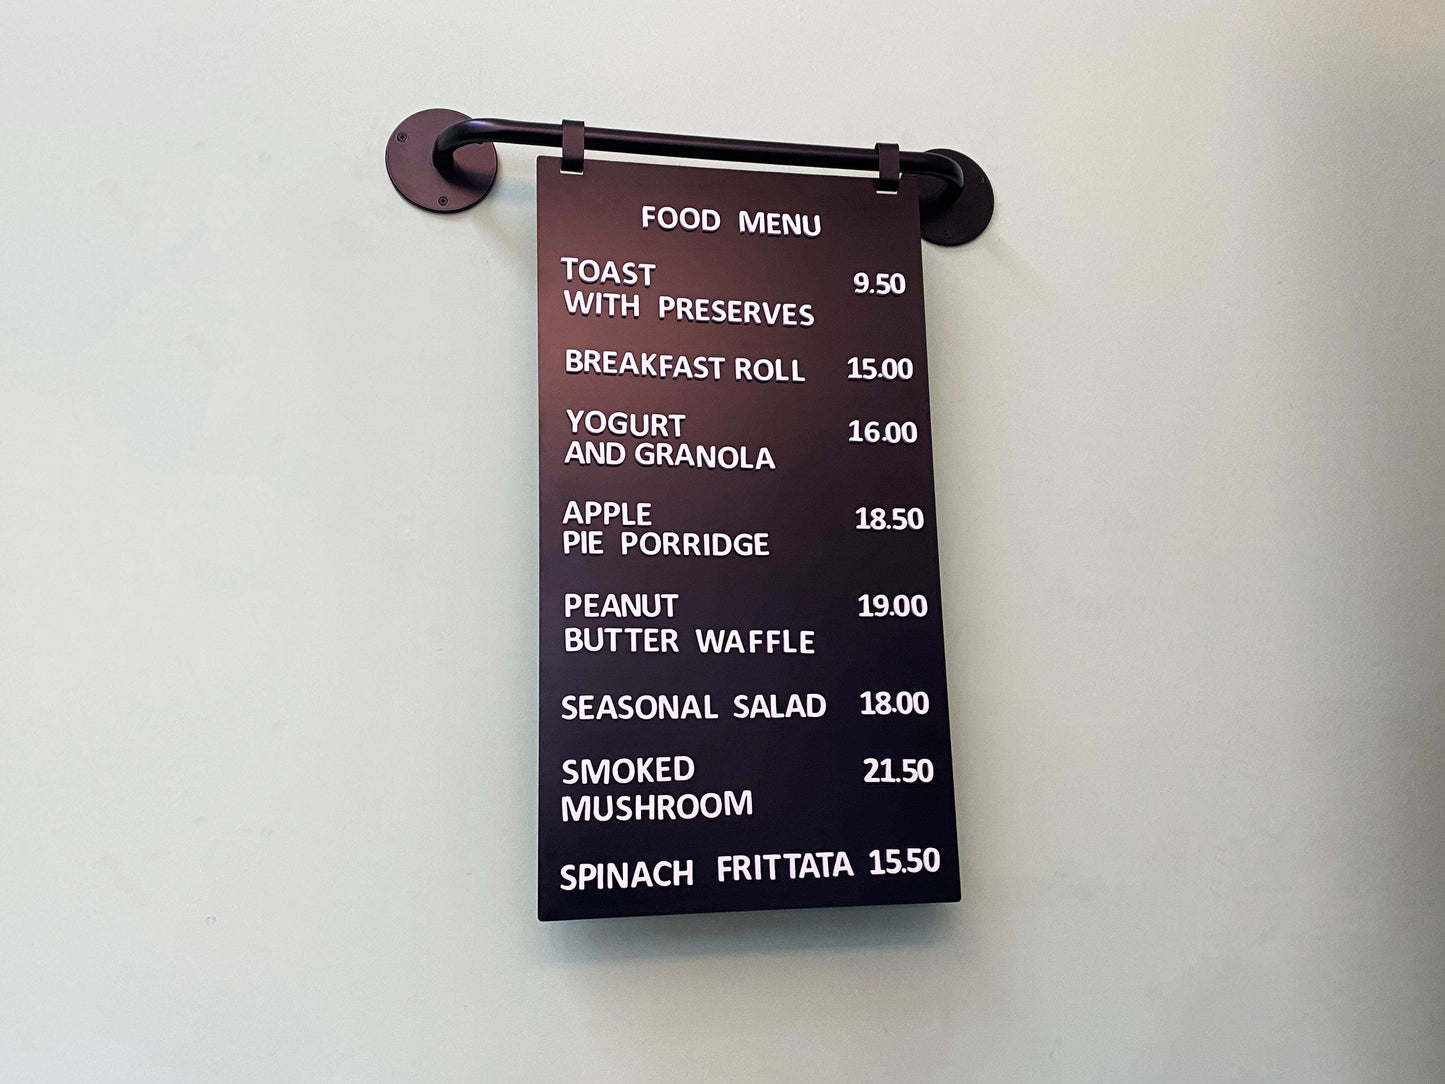 FOOD MENU
TOAST 9.50
WITH PRESERVES
BREAKFAST ROLL 15.00
YOGURT 16.00
AND GRANOLA
APPLE 18.50
PIE PORRIDGE
PEANUT 19.00
BUTTER WAFFLE
SEASONAL SALAD 18.00
SMOKED 21.50
MUSHROOM
SPINACH FRITTATA 15.50